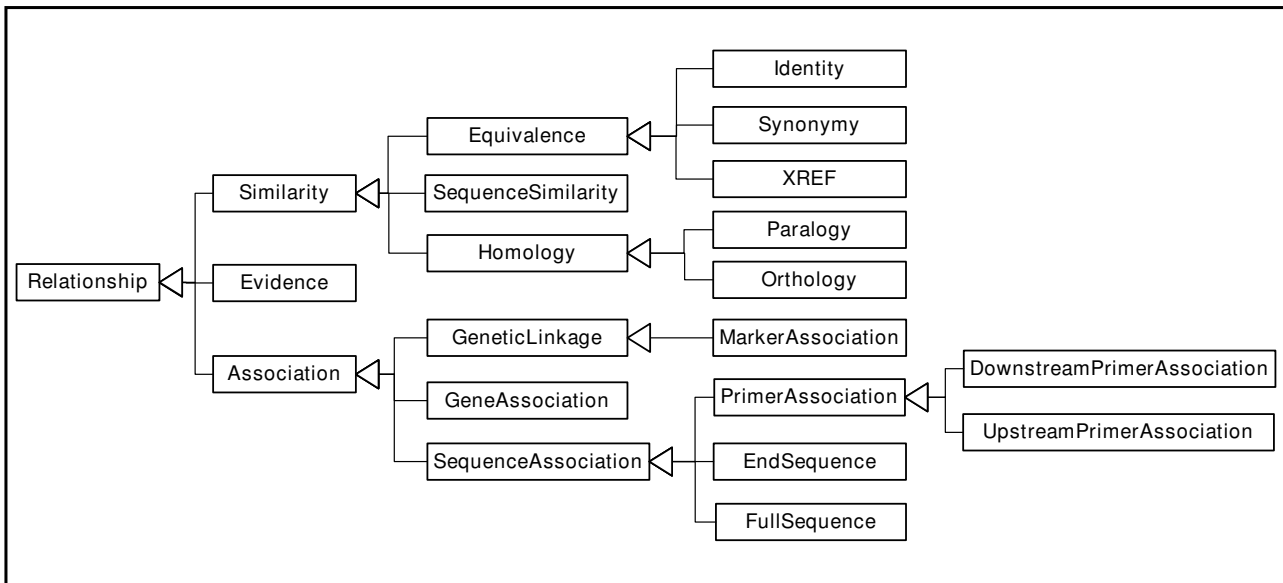 Identity
Synonymy
Equivalence
XREF
Similarity
SequenceSimilarity
Paralogy
Homology
Orthology
Relationship
Evidence
GeneticLinkage
MarkerAssociation
Association
DownstreamPrimerAssociation
GeneAssociation
PrimerAssociation
UpstreamPrimerAssociation
SequenceAssociation
EndSequence
FullSequence